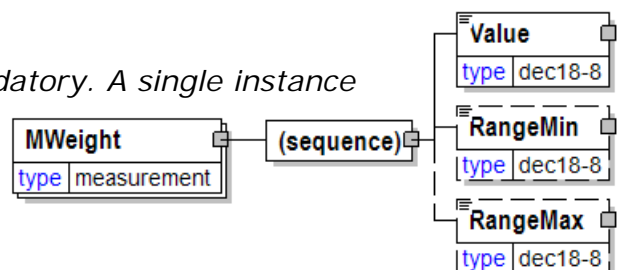 Value
type dec18-8
datory. A single instance
RangeMin
type dec18-8
MWeight
type measurement
(sequence)
RangeMax
type dec18-8